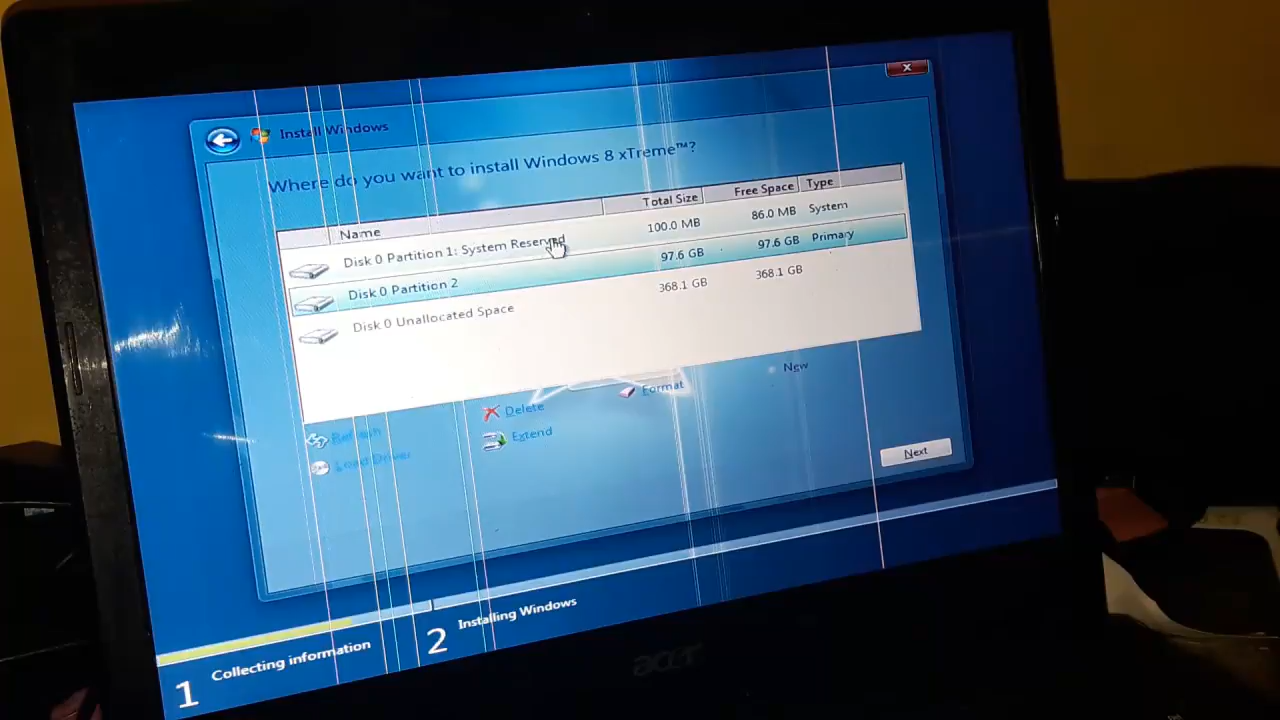 Install Windows
Where do you want to install Windows 8 xTreme™?
Name Total Size Free Space Type
Disk 0 Partition 1: System Reserved 100.0 MB 86.0 MB System
Disk 0 Partition 2 97.6 GB 97.6 GB Primary
Disk 0 Unallocated Space 368.1 GB 368.1 GB
Refresh Delete Format New
Load Driver Extend
Next
1 Collecting information
2 Installing Windows
acer